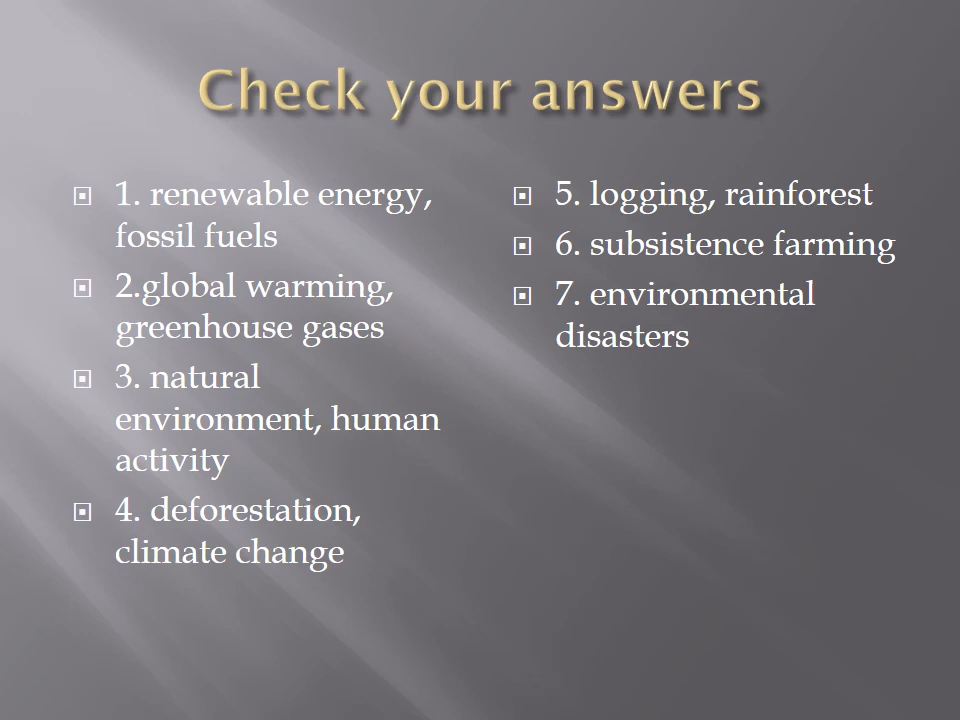 Check your answers
1. renewable energy,
fossil fuels
2.global warming,
greenhouse gases
3. natural
environment, human
activity
4. deforestation,
climate change
5. logging, rainforest
6. subsistence farming
7. environmental
disasters